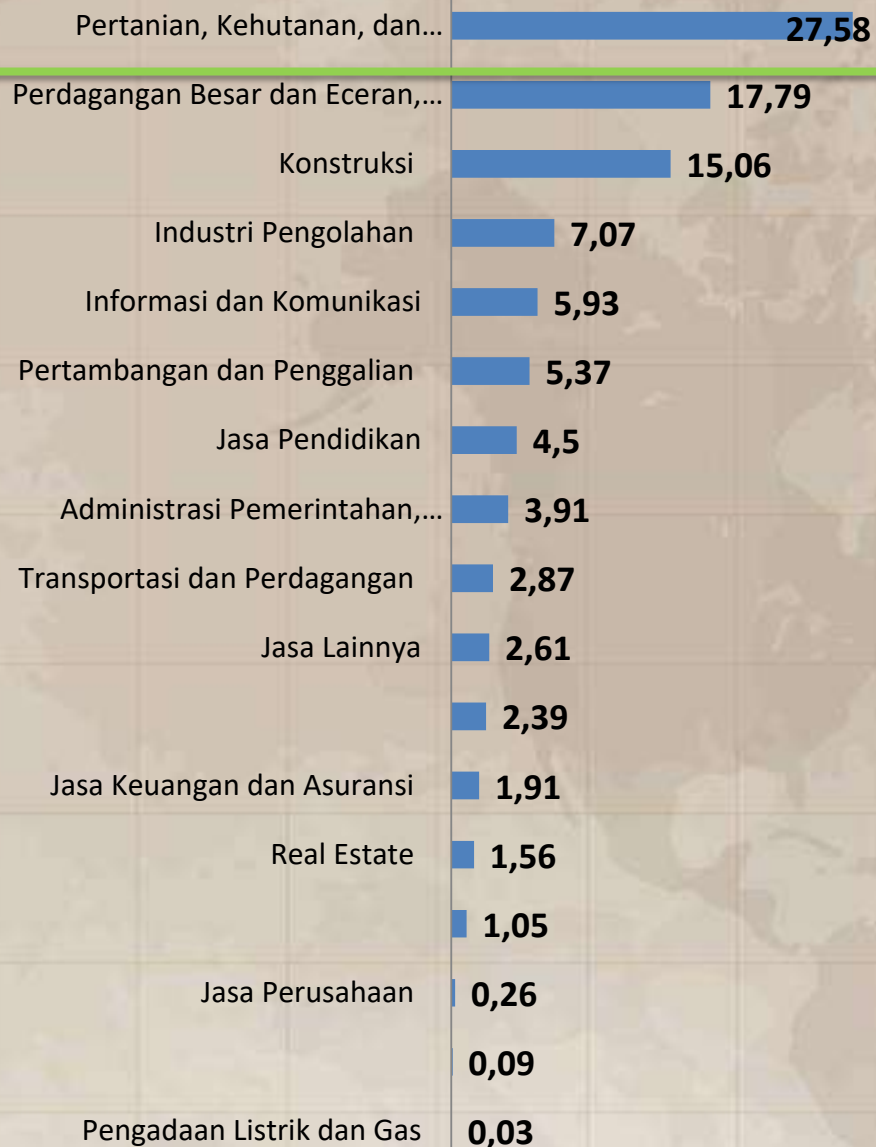 Pertanian, Kehutanan, dan... 27,58
Perdagangan Besar dan Eceran,... 17,79
Konstruksi 15,06
Industri Pengolahan 7,07
Informasi dan Komunikasi 5,93
Pertambangan dan Penggalian 5,37
Jasa Pendidikan 4,5
Administrasi Pemerintahan,... 3,91
Transportasi dan Perdagangan 2,87
Jasa Lainnya 2,61
2,39
Jasa Keuangan dan Asuransi 1,91
Real Estate 1,56
1,05
Jasa Perusahaan 0,26
0,09
Pengadaan Listrik dan Gas 0,03